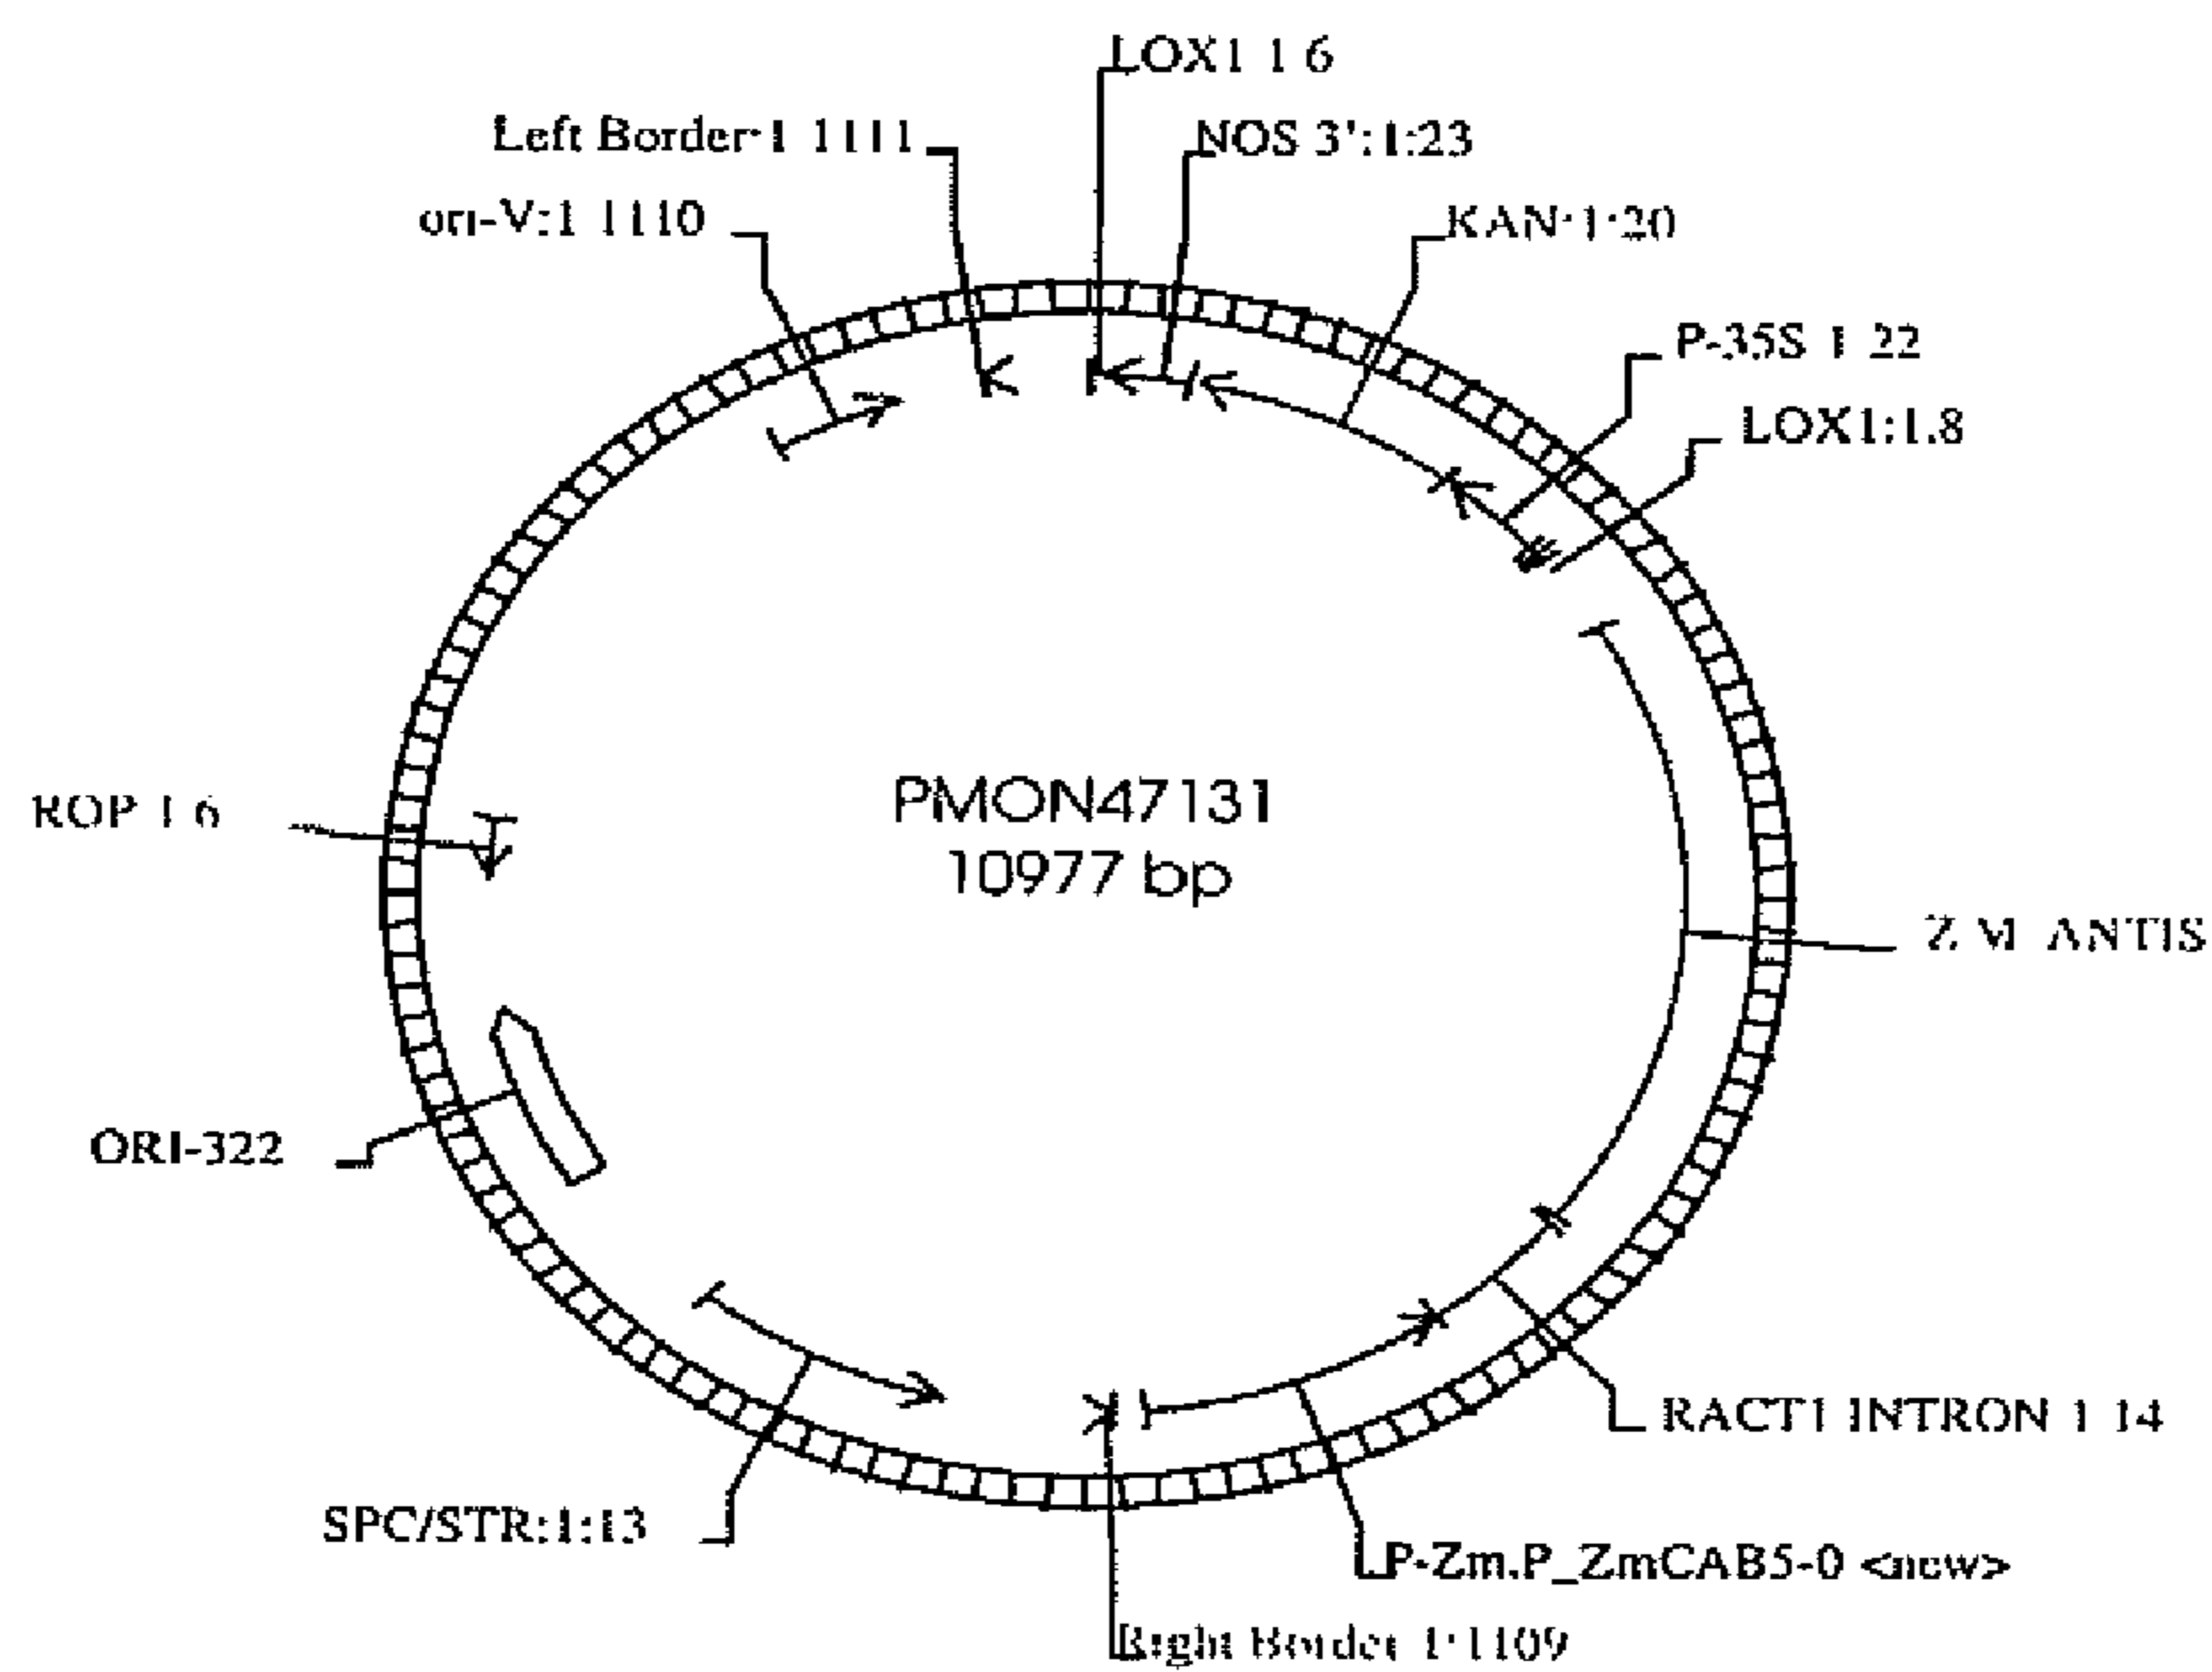 LOX1 1 6
Left Border·1 1111
NOS 3':1:23
ori-V:1 1110
KAN·1:20
P-35S 1 22
LOX1:1.8
ROP 1 6
PMON47131
10977 bp
Z M ANTIS
ORI-322
RACT1 INTRON 1 14
SPC/STR:1:13
P-Zm.P_ZmCAB5-0 <new>
Right Border 1·1109